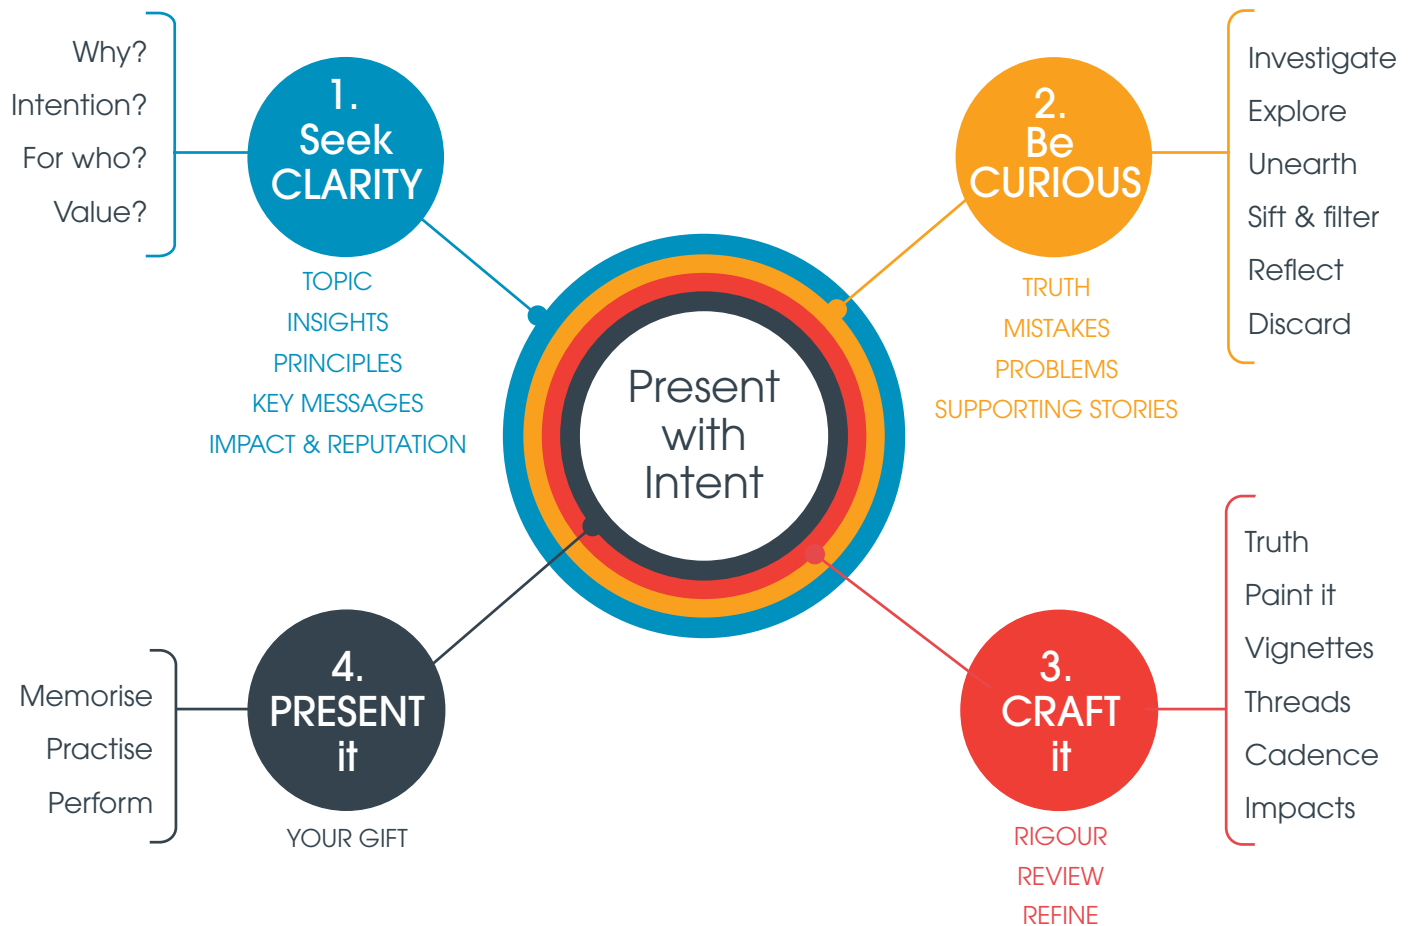 Why?
Intention?
For who?
Value?
1.
Seek
CLARITY
TOPIC
INSIGHTS
PRINCIPLES
KEY MESSAGES
IMPACT & REPUTATION
2.
Be
CURIOUS
TRUTH
MISTAKES
PROBLEMS
SUPPORTING STORIES
Investigate
Explore
Unearth
Sift & filter
Reflect
Discard
Present
with
Intent
3.
CRAFT
it
RIGOUR
REVIEW
REFINE
Truth
Paint it
Vignettes
Threads
Cadence
Impacts
4.
PRESENT
it
YOUR GIFT
Memorise
Practise
Perform